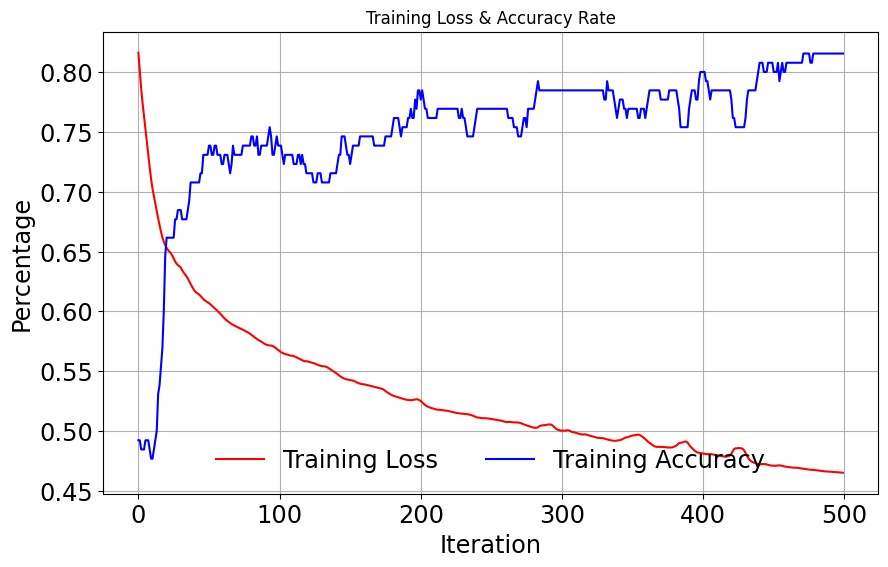 Training Loss & Accuracy Rate
0.80
0.75
0.70
0.65
0.60
0.55
0.50
0.45
Percentage
Training Loss Training Accuracy
0 100 200 300 400 500
Iteration